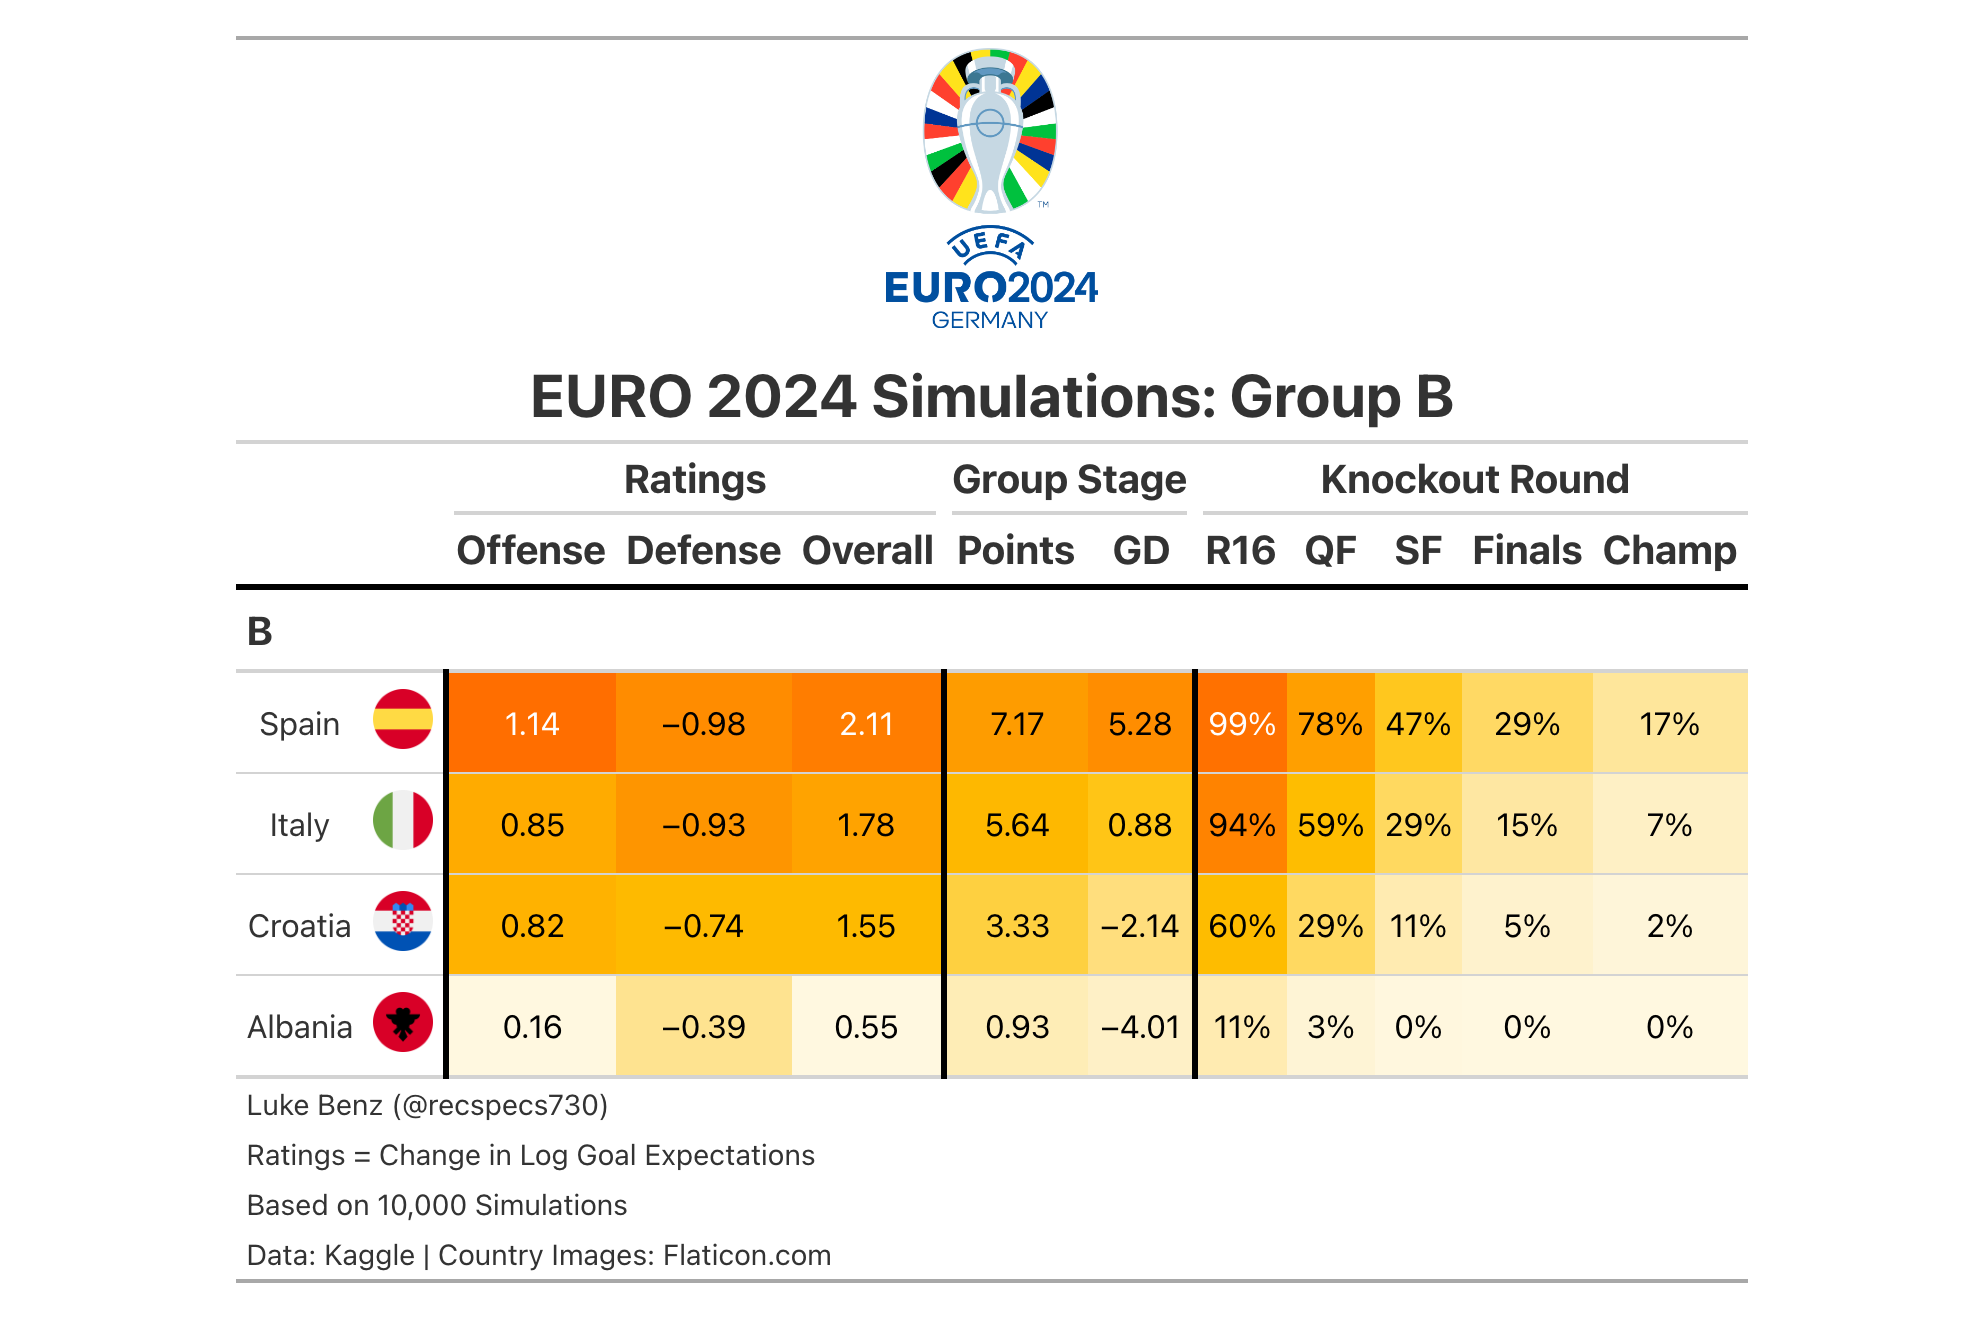 TM
UEFA
EURO2024
GERMANY
EURO 2024 Simulations: Group B
Ratings Group Stage Knockout Round
Offense Defense Overall Points GD R16 QF SF Finals Champ
B
Spain 1.14 −0.98 2.11 7.17 5.28 99% 78% 47% 29% 17%
Italy 0.85 −0.93 1.78 5.64 0.88 94% 59% 29% 15% 7%
Croatia 0.82 −0.74 1.55 3.33 −2.14 60% 29% 11% 5% 2%
Albania 0.16 −0.39 0.55 0.93 −4.01 11% 3% 0% 0% 0%
Luke Benz (@recspecs730)
Ratings = Change in Log Goal Expectations
Based on 10,000 Simulations
Data: Kaggle | Country Images: Flaticon.com